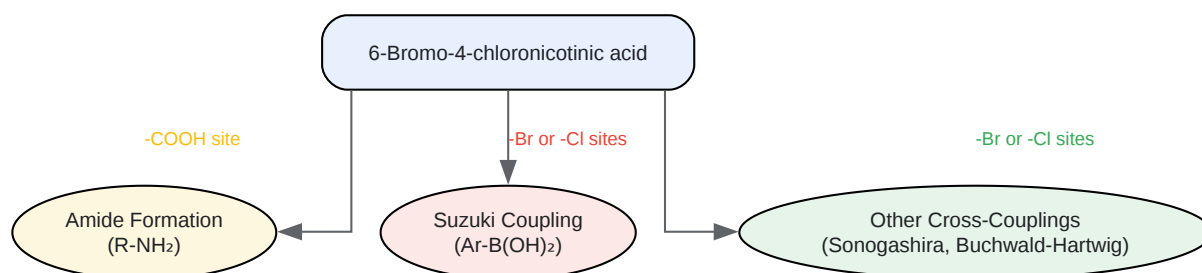 6-Bromo-4-chloronicotinic acid
-COOH site
-Br or -Cl sites
-Br or -Cl sites
Amide Formation
(R-NH₂)
Suzuki Coupling
(Ar-B(OH)₂)
Other Cross-Couplings
(Sonogashira, Buchwald-Hartwig)